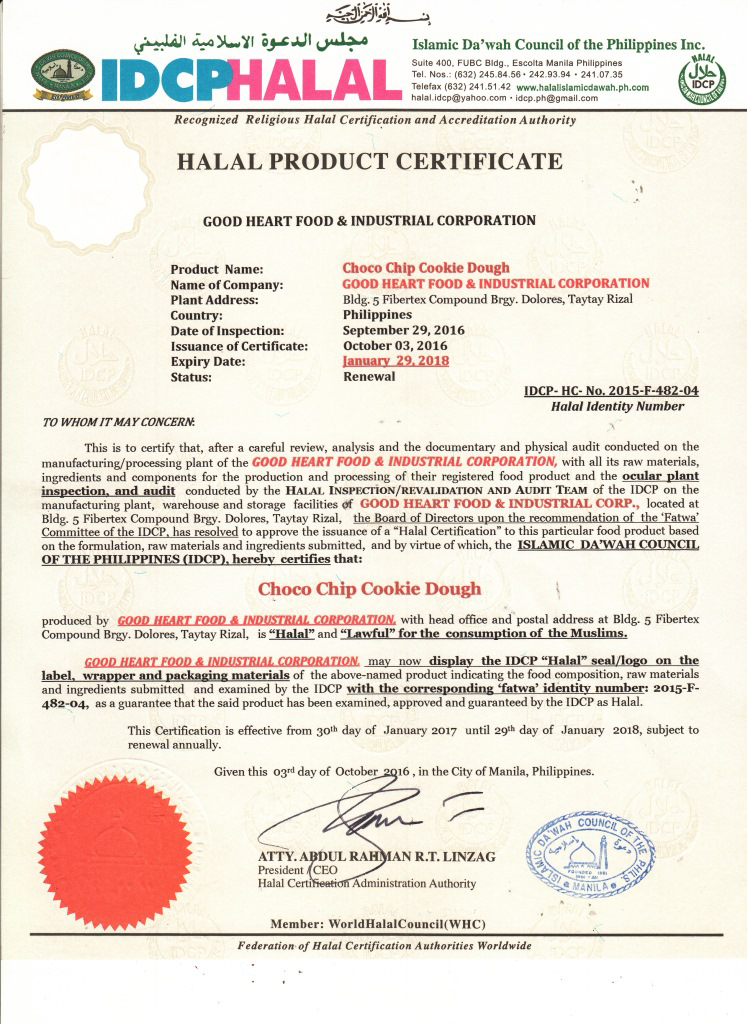 بسم الله الرحمن الرحيم
مجلس الدعوة الاسلامية الفلبيني
IDCPHALAL
Islamic Da'wah Council of the Philippines Inc.
Suite 400, FUBC Bldg., Escolta Manila Philippines
Tel. Nos.: (632) 245.84.56 • 242.93.94 • 241.07.35
Telefax (632) 241.51.42 www.halalislamicdawah.ph.com
halal.idcp@yahoo.com • idcp.ph@gmail.com
HALAL
حلال
IDCP
Recognized Religious Halal Certification and Accreditation Authority
HALAL PRODUCT CERTIFICATE
GOOD HEART FOOD & INDUSTRIAL CORPORATION
Product Name: Choco Chip Cookie Dough
Name of Company: GOOD HEART FOOD & INDUSTRIAL CORPORATION
Plant Address: Bldg. 5 Fibertex Compound Brgy. Dolores, Taytay Rizal
Country: Philippines
Date of Inspection: September 29, 2016
Issuance of Certificate: October 03, 2016
Expiry Date: January 29, 2018
Status: Renewal
IDCP- HC- No. 2015-F-482-04
Halal Identity Number
TO WHOM IT MAY CONCERN:
This is to certify that, after a careful review, analysis and the documentary and physical audit conducted on the
manufacturing/processing plant of the GOOD HEART FOOD & INDUSTRIAL CORPORATION, with all its raw materials,
ingredients and components for the production and processing of their registered food product and the ocular plant
inspection, and audit conducted by the HALAL INSPECTION/REVALIDATION AND AUDIT TEAM of the IDCP on the
manufacturing plant, warehouse and storage facilities of GOOD HEART FOOD & INDUSTRIAL CORP., located at
Bldg. 5 Fibertex Compound Brgy. Dolores, Taytay Rizal, the Board of Directors upon the recommendation of the 'Fatwa'
Committee of the IDCP, has resolved to approve the issuance of a "Halal Certification" to this particular food product based
on the formulation, raw materials and ingredients submitted, and by virtue of which, the ISLAMIC DA'WAH COUNCIL
OF THE PHILIPPINES (IDCP), hereby certifies that:
Choco Chip Cookie Dough
produced by GOOD HEART FOOD & INDUSTRIAL CORPORATION, with head office and postal address at Bldg. 5 Fibertex
Compound Brgy. Dolores, Taytay Rizal, is "Halal" and "Lawful" for the consumption of the Muslims.
GOOD HEART FOOD & INDUSTRIAL CORPORATION, may now display the IDCP "Halal" seal/logo on the
label, wrapper and packaging materials of the above-named product indicating the food composition, raw materials
and ingredients submitted and examined by the IDCP with the corresponding 'fatwa' identity number: 2015-F-
482-04, as a guarantee that the said product has been examined, approved and guaranteed by the IDCP as Halal.
This Certification is effective from 30th day of January 2017 until 29th day of January 2018, subject to
renewal annually.
Given this 03rd day of October 2016 , in the City of Manila, Philippines.
ATTY. ABDUL RAHMAN R.T. LINZAG
President / CEO
Halal Certification Administration Authority
ISLAMIC DA'WAH COUNCIL OF THE PHILS.
MANILA
Member: WorldHalalCouncil(WHC)
Federation of Halal Certification Authorities Worldwide